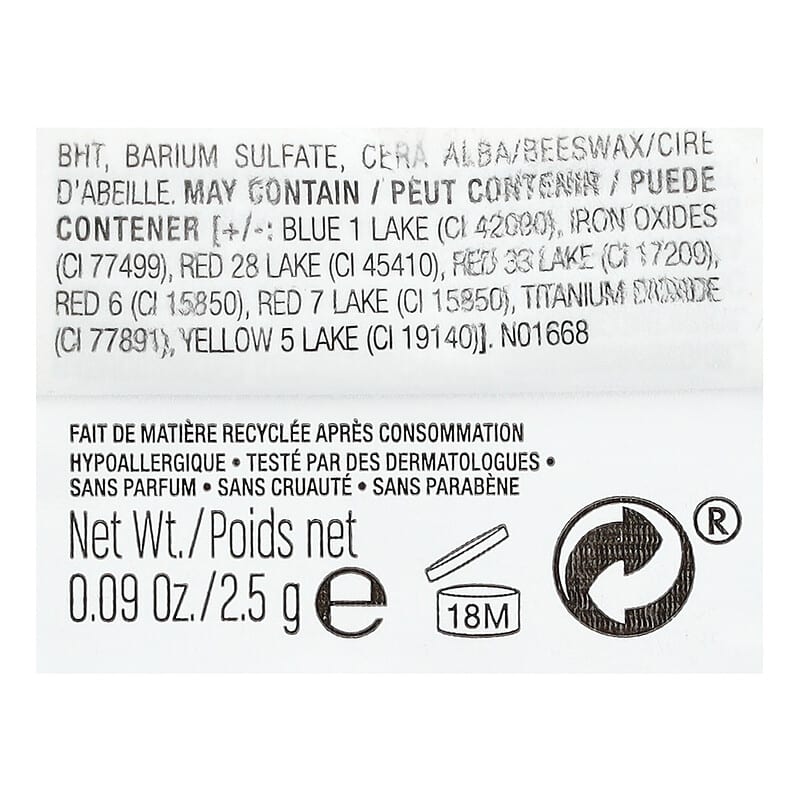 BHT, BARIUM SULFATE, CERA ALBA/BEESWAX/CIRE
D'ABEILLE. MAY CONTAIN / PEUT CONTENIR / PUEDE
CONTENER [+/-: BLUE 1 LAKE (CI 42090), IRON OXIDES
(CI 77499), RED 28 LAKE (CI 45410), RED 33 LAKE (CI 17200),
RED 6 (CI 15850), RED 7 LAKE (CI 15850), TITANIUM DIOXIDE
(CI 77891), YELLOW 5 LAKE (CI 19140)]. N01668
FAIT DE MATIÈRE RECYCLÉE APRÈS CONSOMMATION
HYPOALLERGIQUE • TESTÉ PAR DES DERMATOLOGUES •
SANS PARFUM • SANS CRUAUTÉ • SANS PARABÈNE
Net Wt./Poids net
0.09 Oz./2.5 g e
18M
®